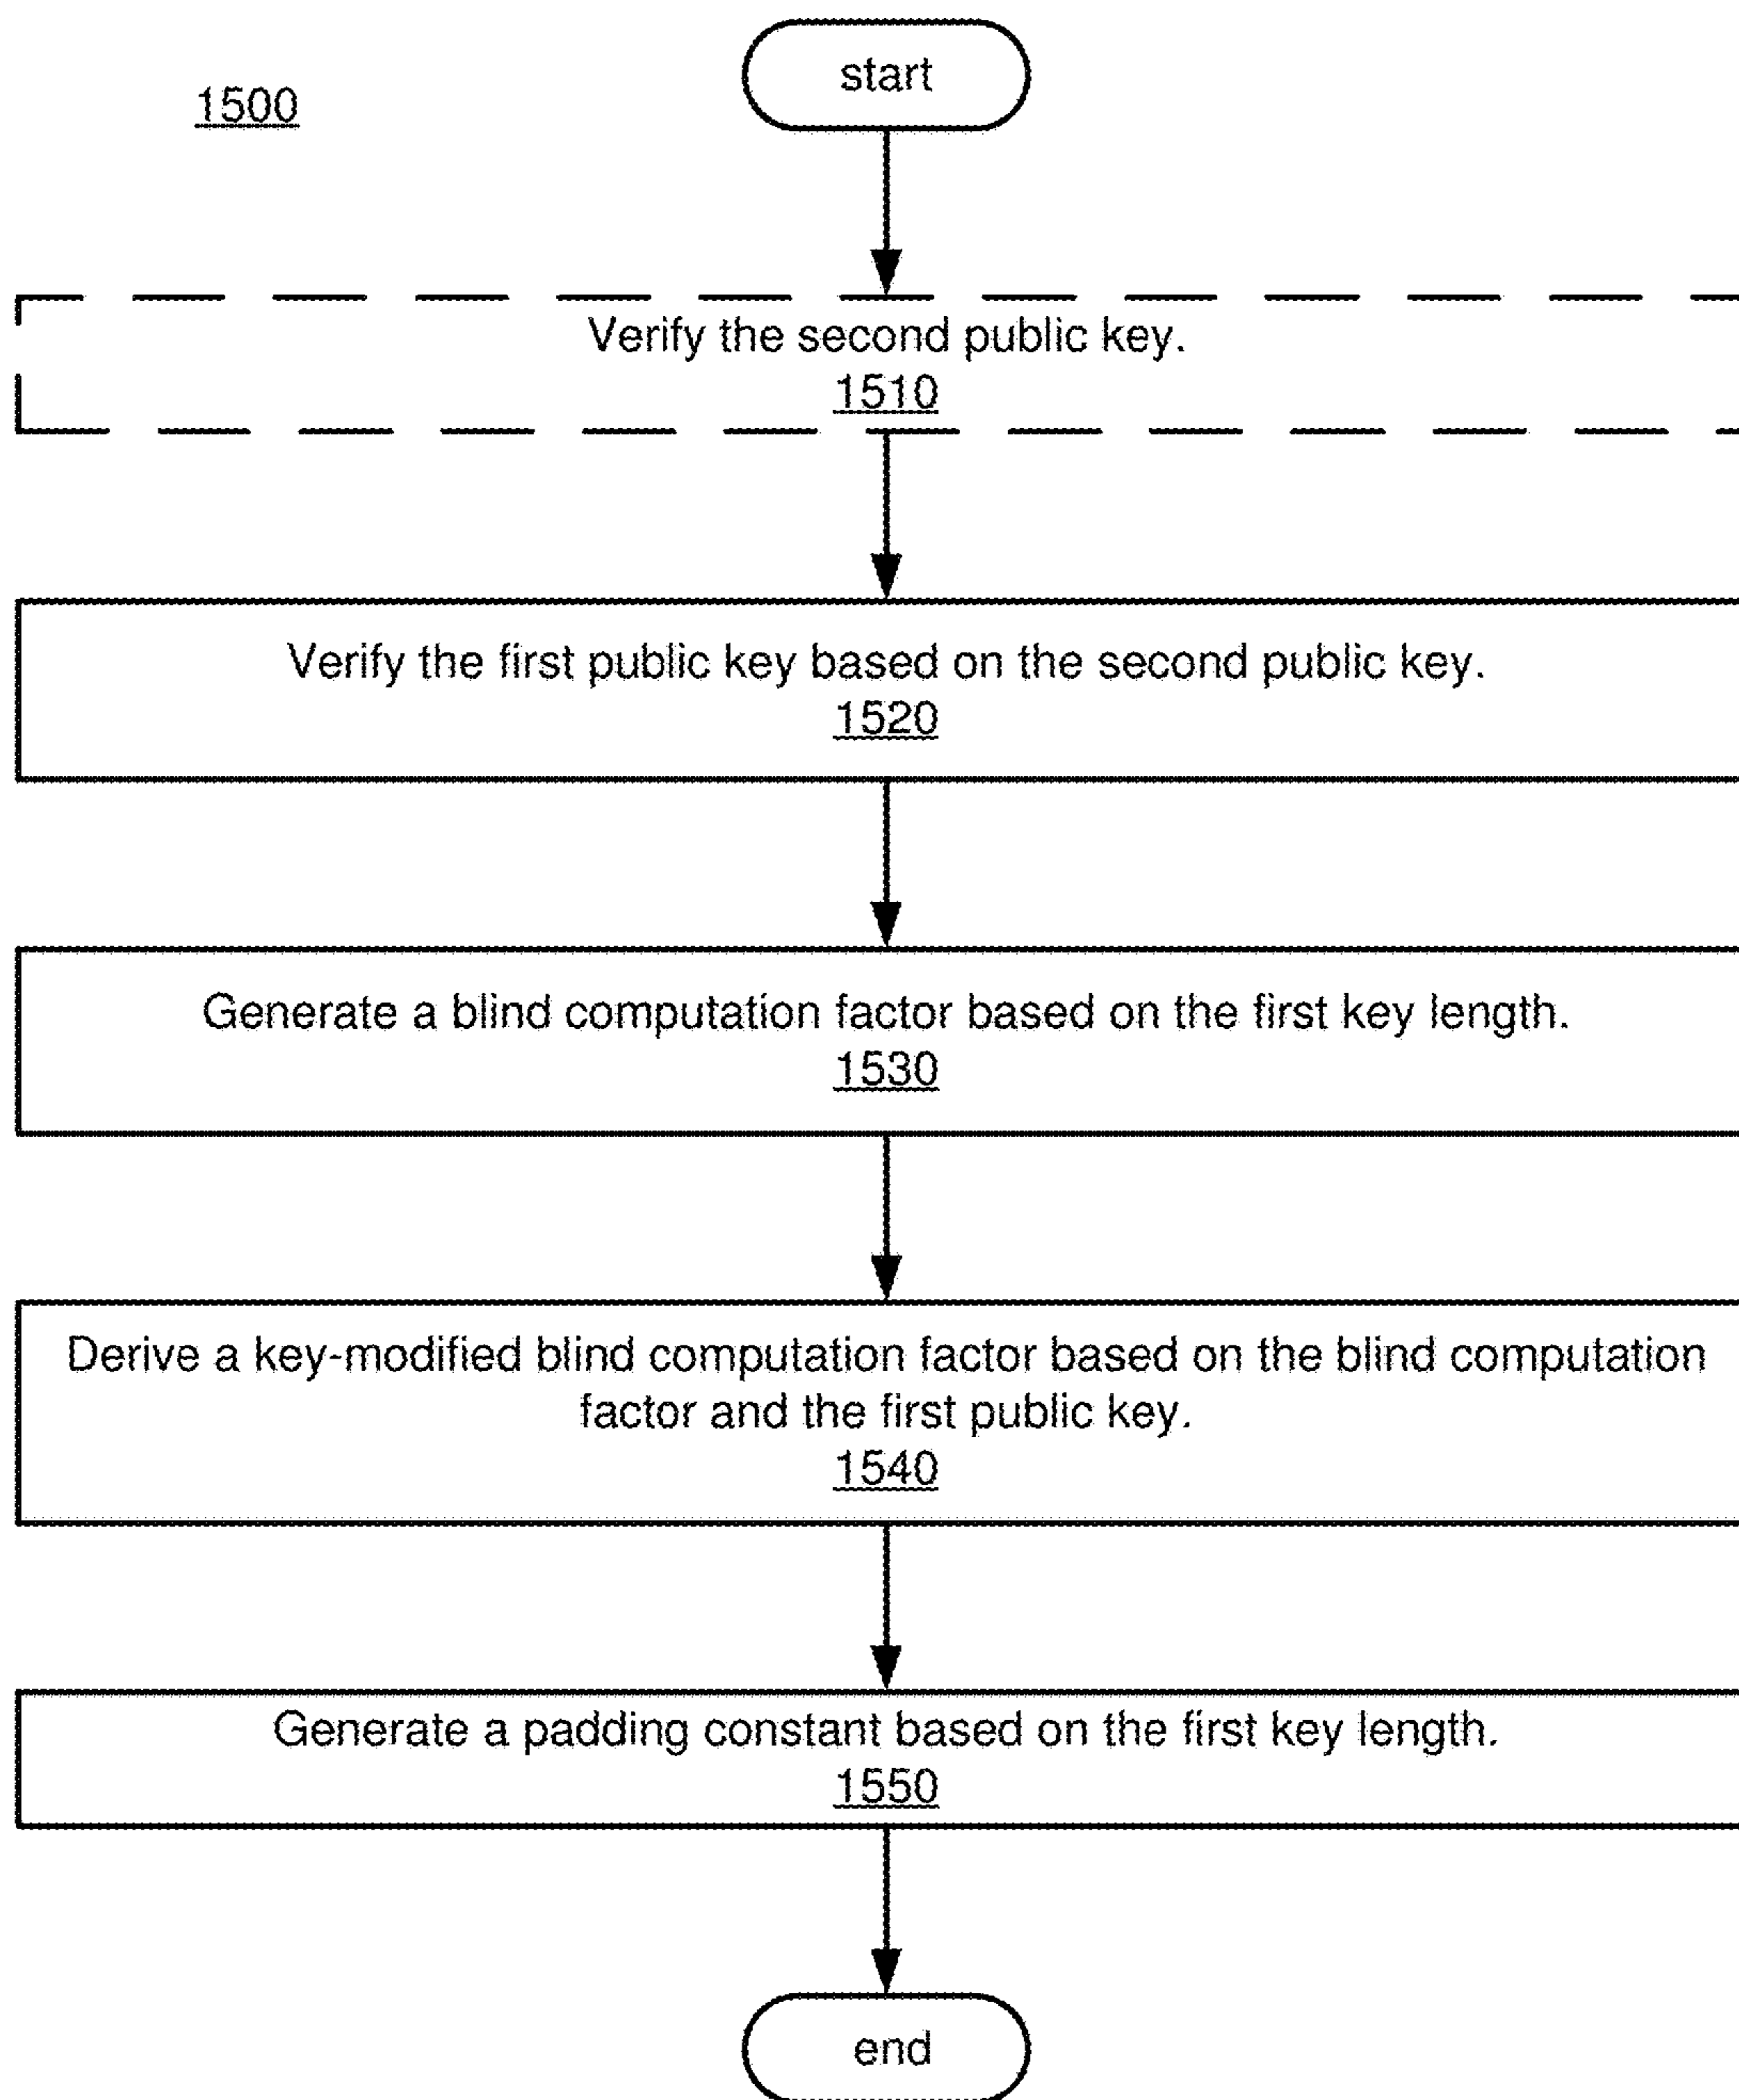 start
1500
Verify the second public key.
1510
Verify the first public key based on the second public key.
1520
Generate a blind computation factor based on the first key length.
1530
Derive a key-modified blind computation factor based on the blind computation
factor and the first public key.
1540
Generate a padding constant based on the first key length.
1550
end